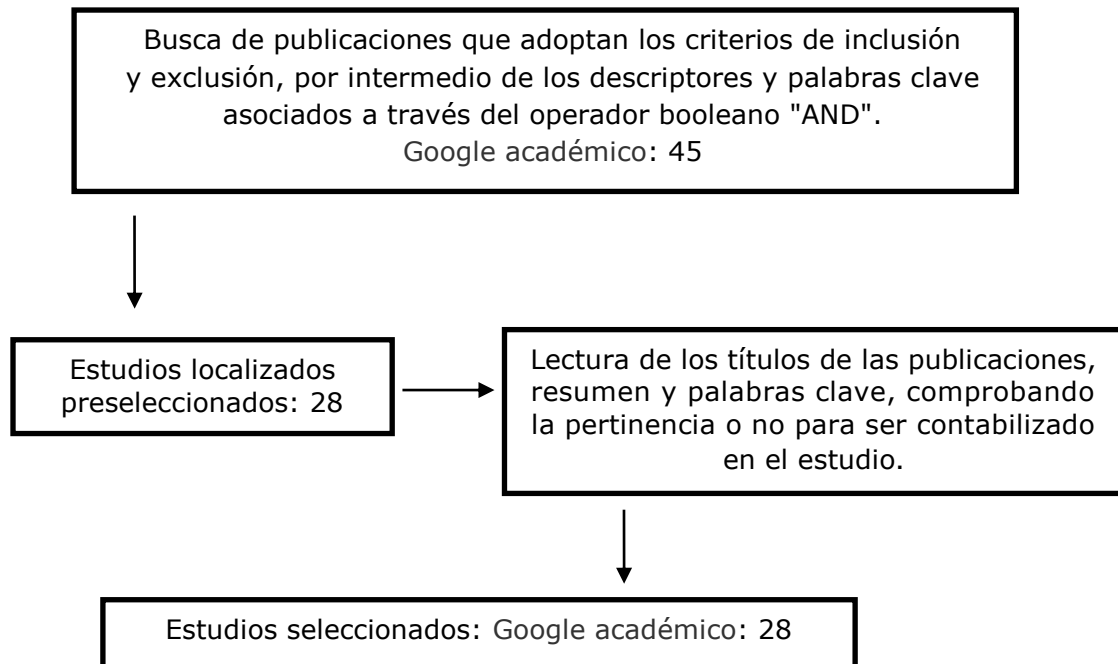 Busca de publicaciones que adoptan los criterios de inclusión
y exclusión, por intermedio de los descriptores y palabras clave
asociados a través del operador booleano "AND".
Google académico: 45
Estudios localizados
preseleccionados: 28
Lectura de los títulos de las publicaciones,
resumen y palabras clave, comprobando
la pertinencia o no para ser contabilizado
en el estudio.
Estudios seleccionados: Google académico: 28